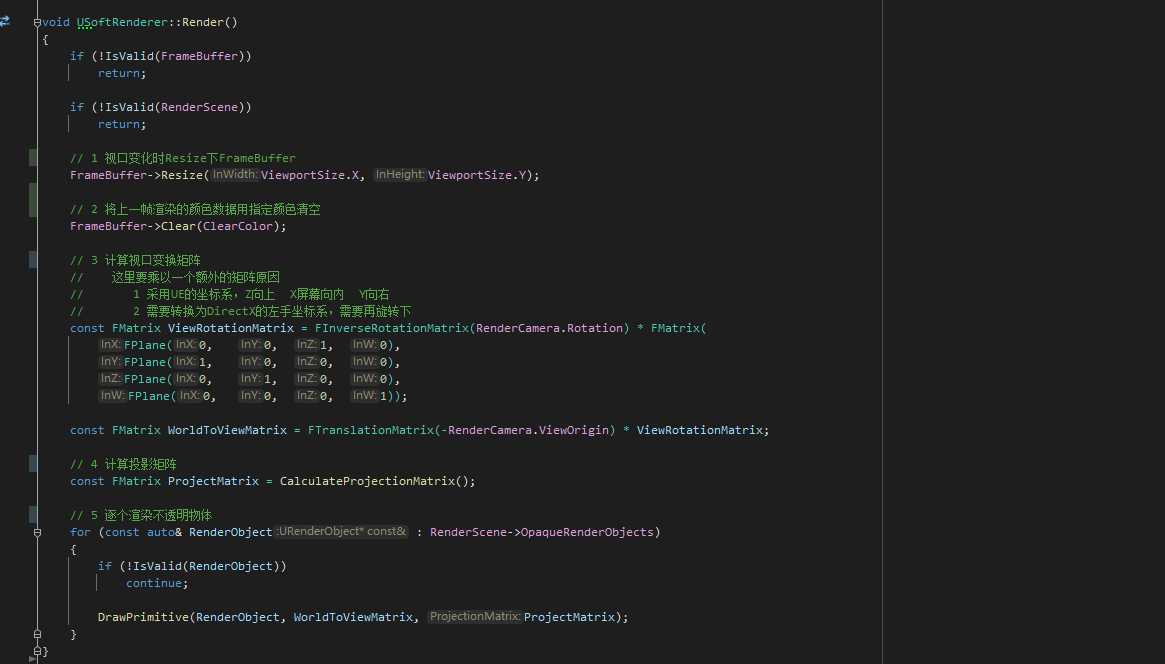 void USoftRenderer::Render()
{
if (!IsValid(FrameBuffer))
return;
if (!IsValid(RenderScene))
return;
// 1 视口变化时Resize下FrameBuffer
FrameBuffer->Resize(InWidth:ViewportSize.X, InHeight:ViewportSize.Y);
// 2 将上一帧渲染的颜色数据用指定颜色清空
FrameBuffer->Clear(ClearColor);
// 3 计算视口变换矩阵
// 这里要乘以一个额外的矩阵原因
// 1 采用UE的坐标系，Z向上 X屏幕向内 Y向右
// 2 需要转换为DirectX的左手坐标系，需要再旋转下
const FMatrix ViewRotationMatrix = FInverseRotationMatrix(RenderCamera.Rotation) * FMatrix(
InX:FPlane(InX:0, InY:0, InZ:1, InW:0),
InY:FPlane(InX:1, InY:0, InZ:0, InW:0),
InZ:FPlane(InX:0, InY:1, InZ:0, InW:0),
InW:FPlane(InX:0, InY:0, InZ:0, InW:1));
const FMatrix WorldToViewMatrix = FTranslationMatrix(-RenderCamera.ViewOrigin) * ViewRotationMatrix;
// 4 计算投影矩阵
const FMatrix ProjectMatrix = CalculateProjectionMatrix();
// 5 逐个渲染不透明物体
for (const auto& RenderObject:URenderObject* const& : RenderScene->OpaqueRenderObjects)
{
if (!IsValid(RenderObject))
continue;
DrawPrimitive(RenderObject, WorldToViewMatrix, ProjectionMatrix:ProjectMatrix);
}
}